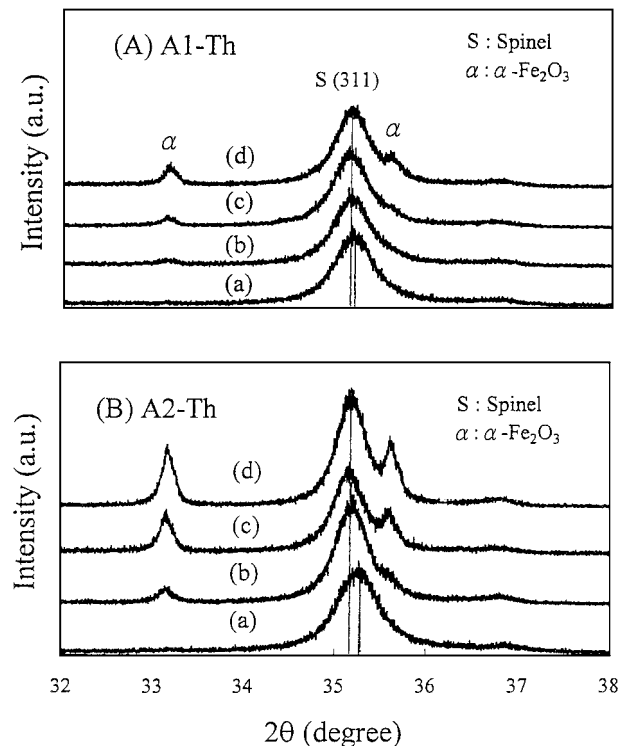 (A) A1-Th
S : Spinel
α : α-Fe₂O₃
S (311)
α
α
(d)
(c)
(b)
(a)
Intensity (a.u.)
(B) A2-Th
S : Spinel
α : α-Fe₂O₃
(d)
(c)
(b)
(a)
Intensity (a.u.)
32 33 34 35 36 37 38
2θ (degree)